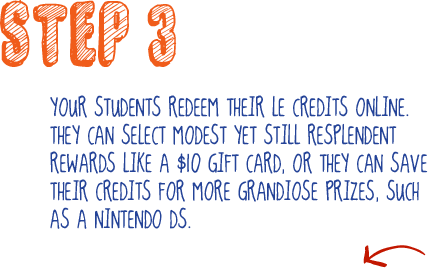 STEP 3
YOUR STUDENTS REDEEM THEIR LE CREDITS ONLINE.
THEY CAN SELECT MODEST YET STILL RESPLENDENT
REWARDS LIKE A $10 GIFT CARD, OR THEY CAN SAVE
THEIR CREDITS FOR MORE GRANDIOSE PRIZES, SUCH
AS A NINTENDO DS.